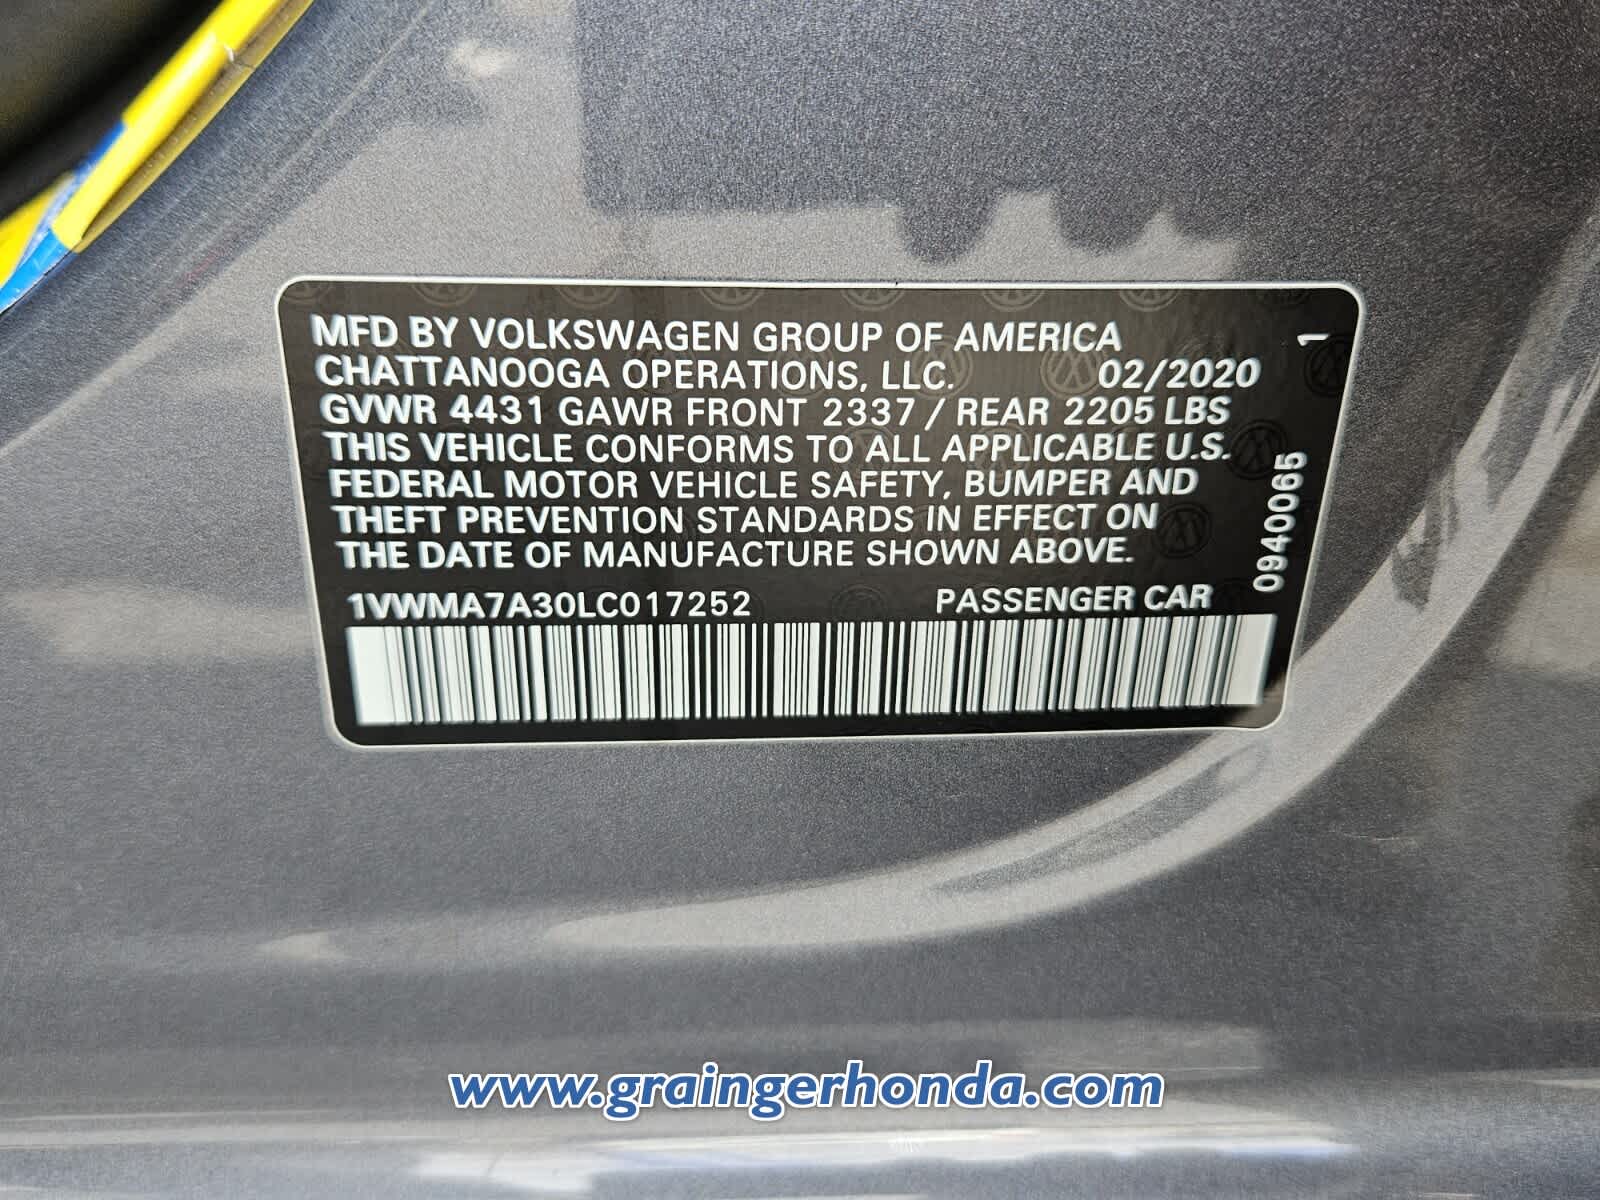 MFD BY VOLKSWAGEN GROUP OF AMERICA
CHATTANOOGA OPERATIONS, LLC. 02/2020
GVWR 4431 GAWR FRONT 2337 / REAR 2205 LBS
THIS VEHICLE CONFORMS TO ALL APPLICABLE U.S.
FEDERAL MOTOR VEHICLE SAFETY, BUMPER AND
THEFT PREVENTION STANDARDS IN EFFECT ON
THE DATE OF MANUFACTURE SHOWN ABOVE.
1VWMA7A30LC017252 PASSENGER CAR
0940065
1
www.graingerhonda.com